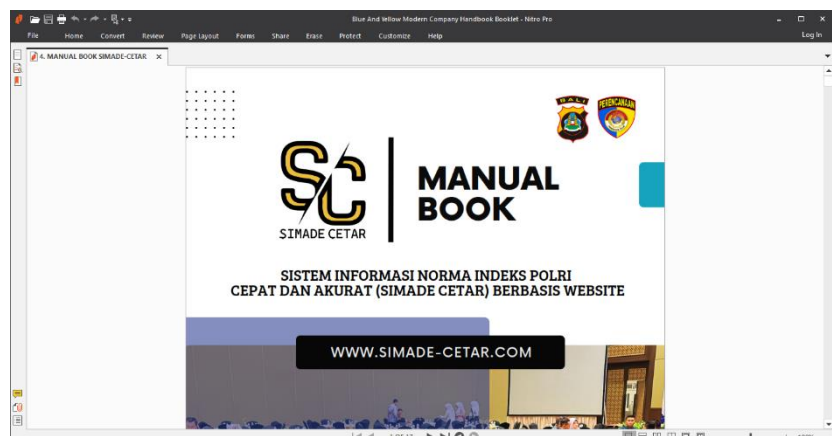 Blue And Yellow Modern Company Handbook Booklet - Nitro Pro
File Home Convert Review Page Layout Forms Share Erase Protect Customize Help Log In
4. MANUAL BOOK SIMADE-CETAR
BALI
PERENCANAAN
SC
SIMADE CETAR
MANUAL
BOOK
SISTEM INFORMASI NORMA INDEKS POLRI
CEPAT DAN AKURAT (SIMADE CETAR) BERBASIS WEBSITE
WWW.SIMADE-CETAR.COM